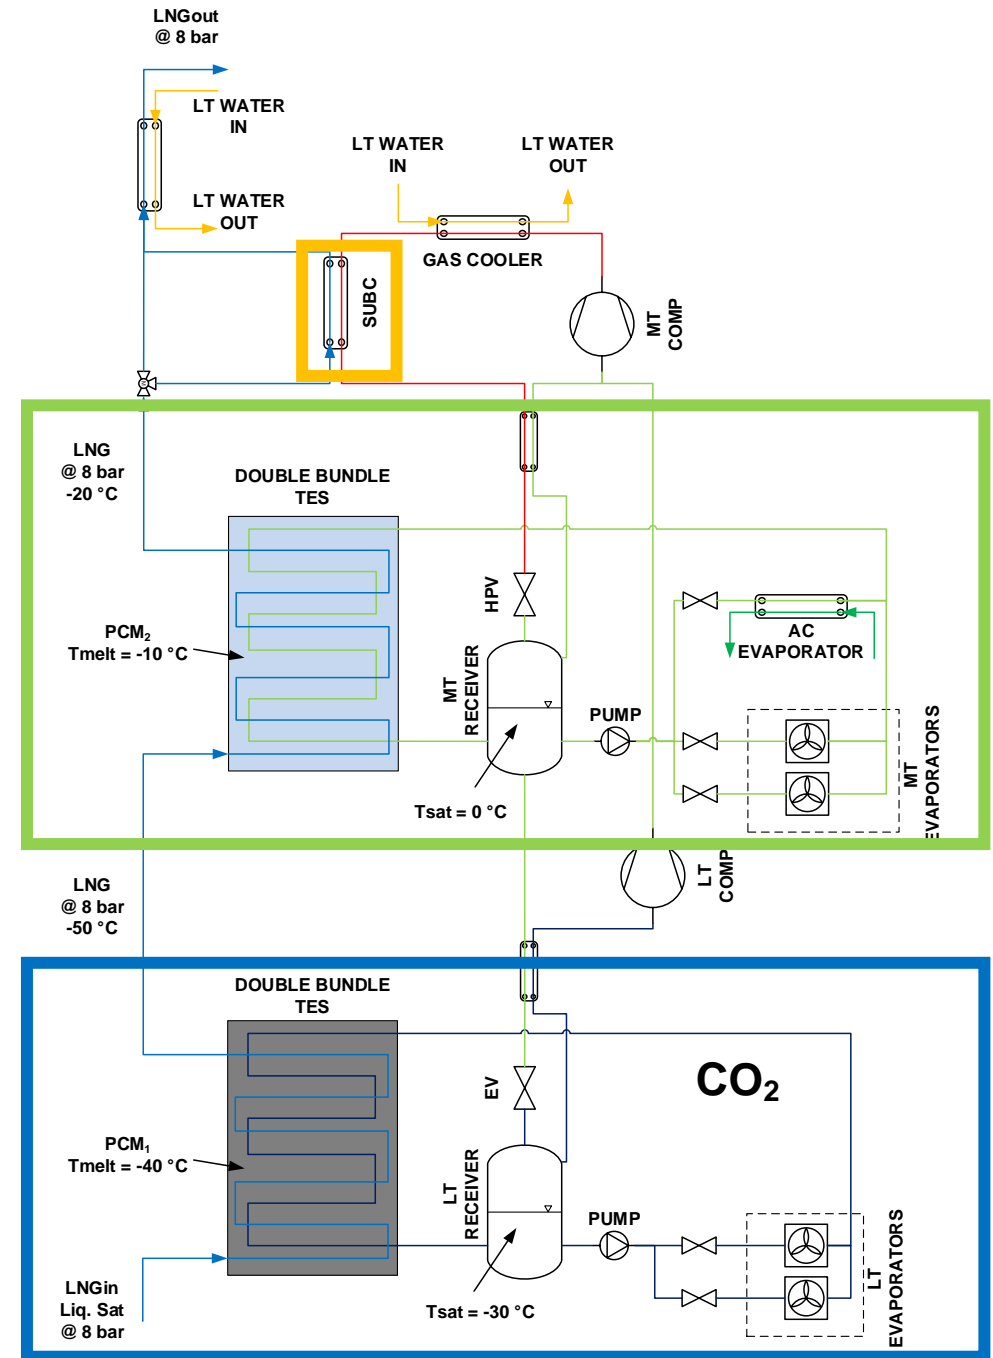 LNGout
@ 8 bar
LT WATER
IN
LT WATER
OUT
LT WATER
IN
LT WATER
OUT
GAS COOLER
SUBC
MT
COMP
LNG
@ 8 bar
-20 °C
DOUBLE BUNDLE
TES
PCM₂
Tmelt = -10 °C
HPV
MT
RECEIVER
Tsat = 0 °C
PUMP
AC
EVAPORATOR
MT
EVAPORATORS
LNG
@ 8 bar
-50 °C
LT
COMP
DOUBLE BUNDLE
TES
PCM₁
Tmelt = -40 °C
EV
CO₂
LT
RECEIVER
Tsat = -30 °C
PUMP
LT
EVAPORATORS
LNGin
Liq. Sat
@ 8 bar